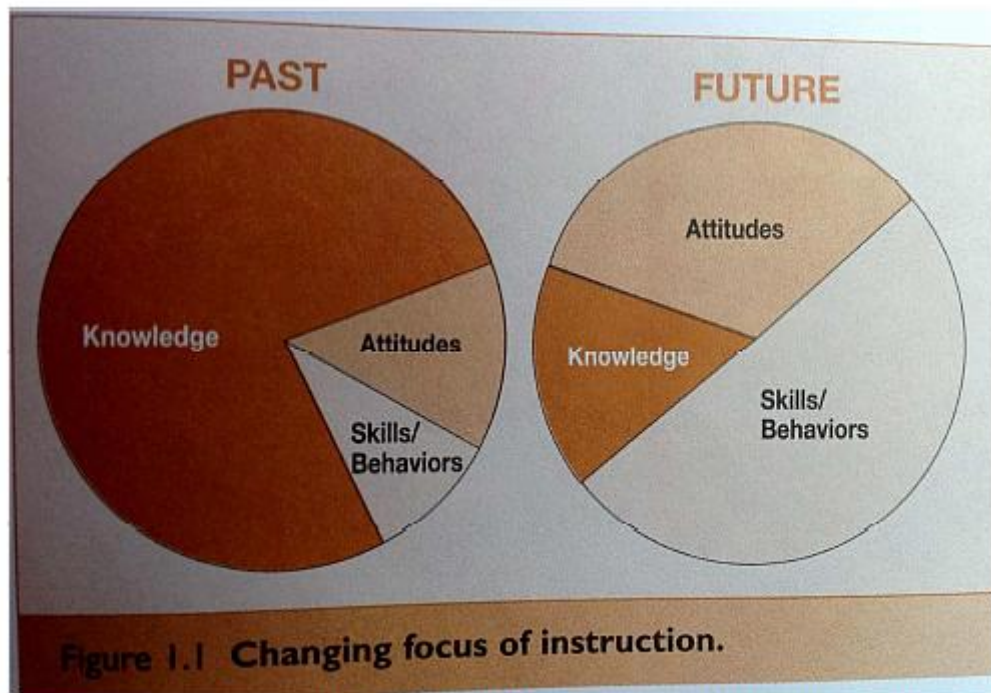 PAST
Knowledge
Attitudes
Skills/
Behaviors
FUTURE
Attitudes
Knowledge
Skills/
Behaviors
Figure 1.1 Changing focus of instruction.